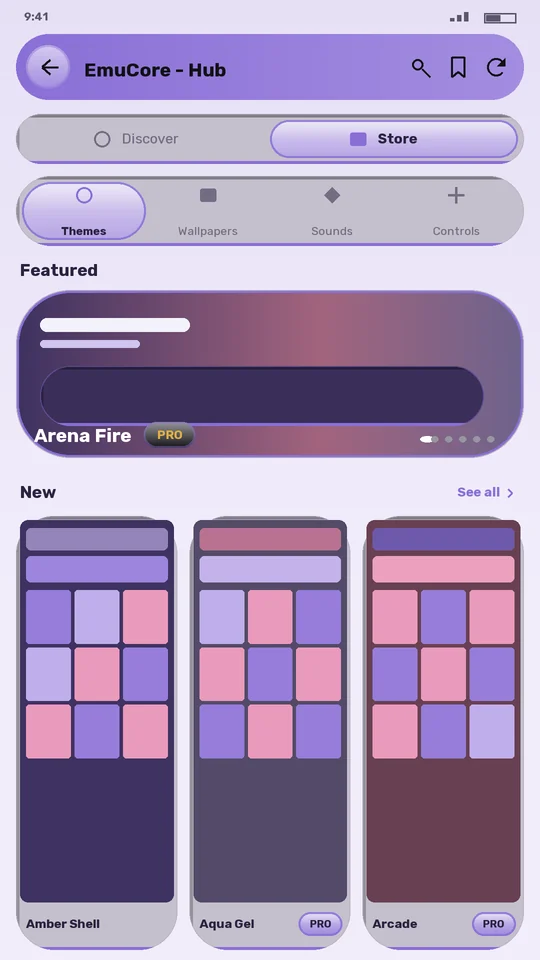 9:41
EmuCore - Hub
Discover
Store
Themes
Wallpapers
Sounds
Controls
Featured
Arena Fire PRO
New
See all
Amber Shell
Aqua Gel PRO
Arcade PRO